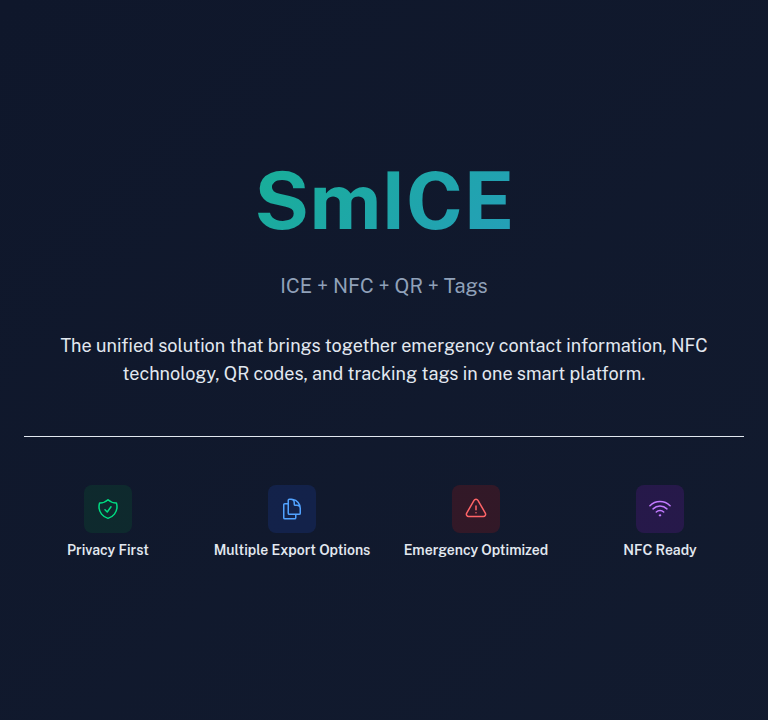 SmICE
ICE + NFC + QR + Tags
The unified solution that brings together emergency contact information, NFC
technology, QR codes, and tracking tags in one smart platform.
Privacy First
Multiple Export Options
Emergency Optimized
NFC Ready